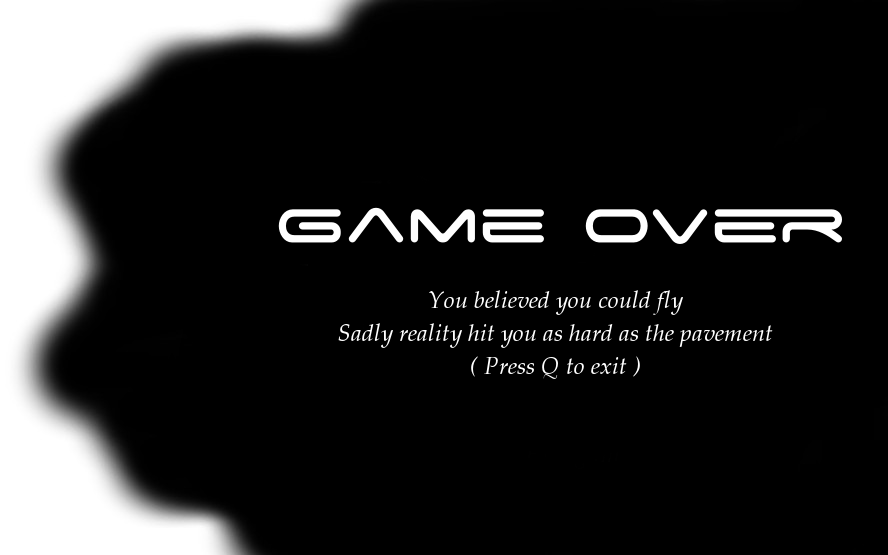 GAME OVER
You believed you could fly
Sadly reality hit you as hard as the pavement
( Press Q to exit )